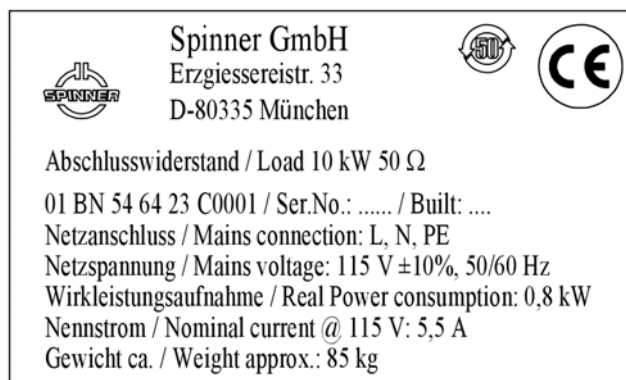 Spinner GmbH
Erzgiessereistr. 33
D-80335 München
SPINNER
50
CE
Abschlusswiderstand / Load 10 kW 50 Ω
01 BN 54 64 23 C0001 / Ser.No.: ...... / Built: ....
Netzanschluss / Mains connection: L, N, PE
Netzspannung / Mains voltage: 115 V ±10%, 50/60 Hz
Wirkleistungsaufnahme / Real Power consumption: 0,8 kW
Nennstrom / Nominal current @ 115 V: 5,5 A
Gewicht ca. / Weight approx.: 85 kg